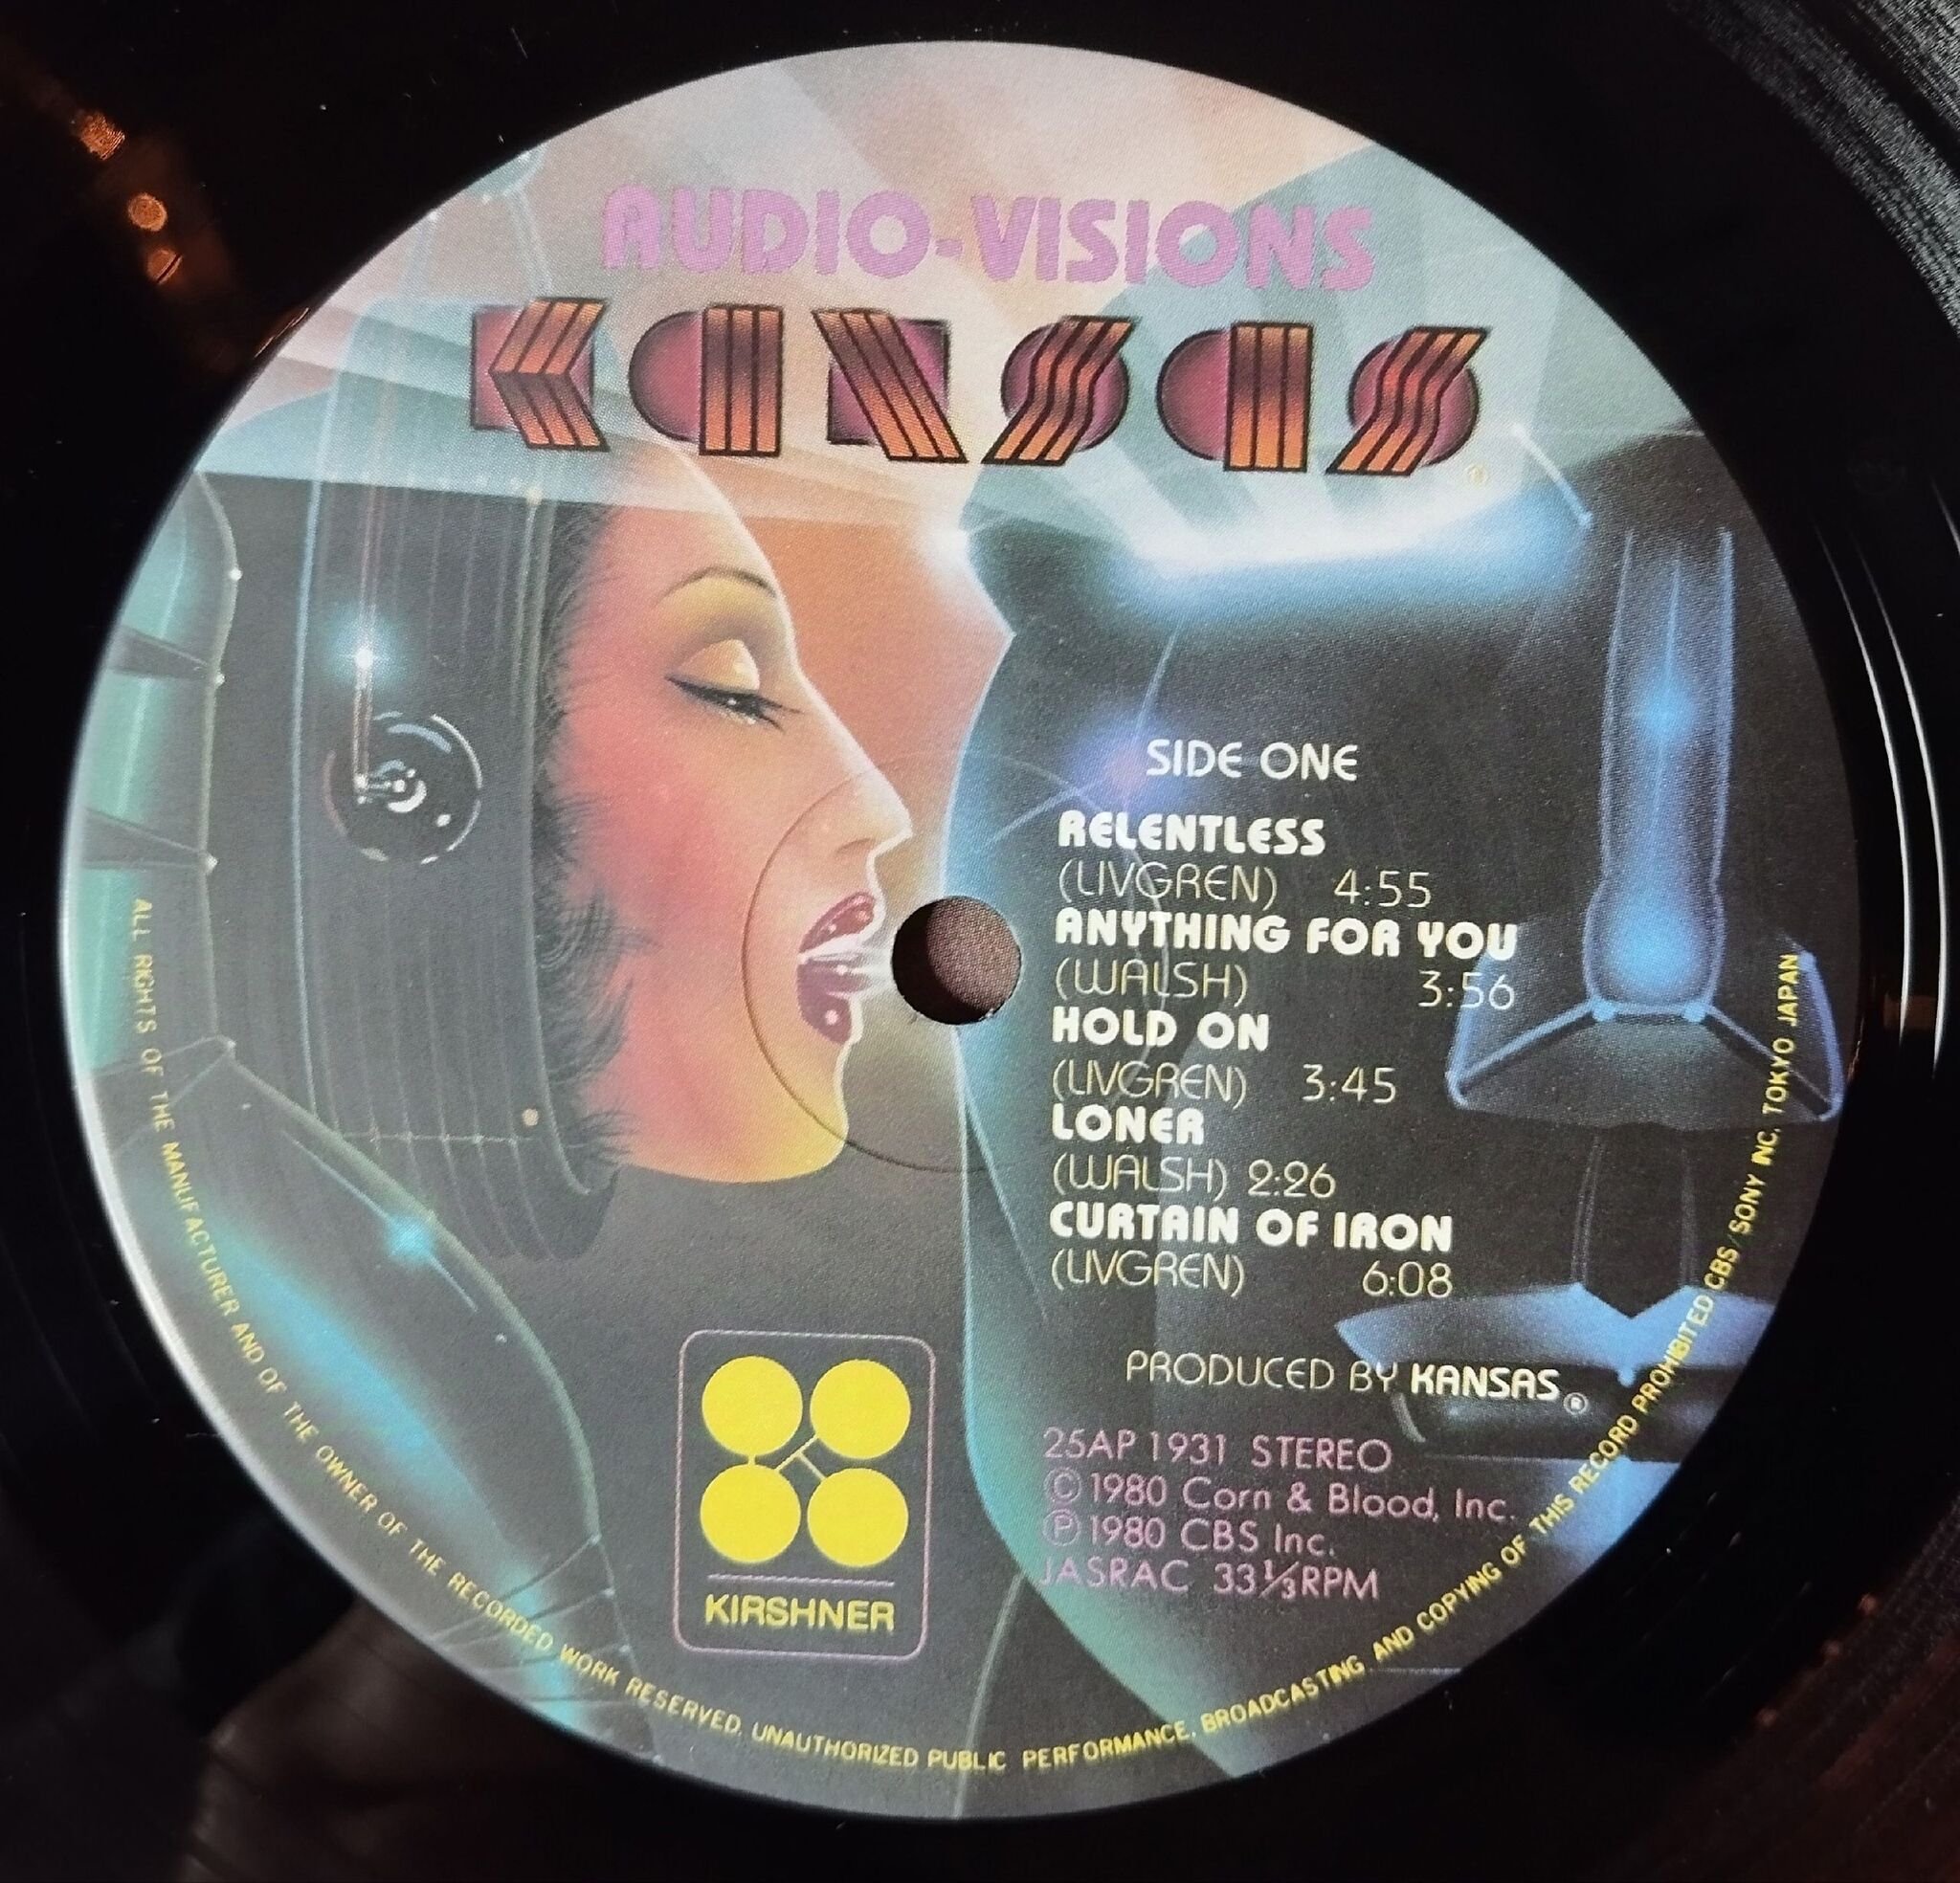 AUDIO-VISIONS
KANSAS
®
SIDE ONE
RELENTLESS
(LIVGREN) 4:55
ANYTHING FOR YOU
(WALSH) 3:56
HOLD ON
(LIVGREN) 3:45
LONER
(WALSH) 2:26
CURTAIN OF IRON
(LIVGREN) 6:08
PRODUCED BY KANSAS®
25AP 1931 STEREO
©1980 Corn & Blood, Inc.
℗1980 CBS Inc.
JASRAC 33⅓RPM
KIRSHNER
ALL RIGHTS OF THE MANUFACTURER AND OF THE OWNER OF THE RECORDED WORK RESERVED. UNAUTHORIZED PUBLIC PERFORMANCE. BROADCASTING AND COPYING OF THIS RECORD PROHIBITED CBS/SONY INC. TOKYO JAPAN